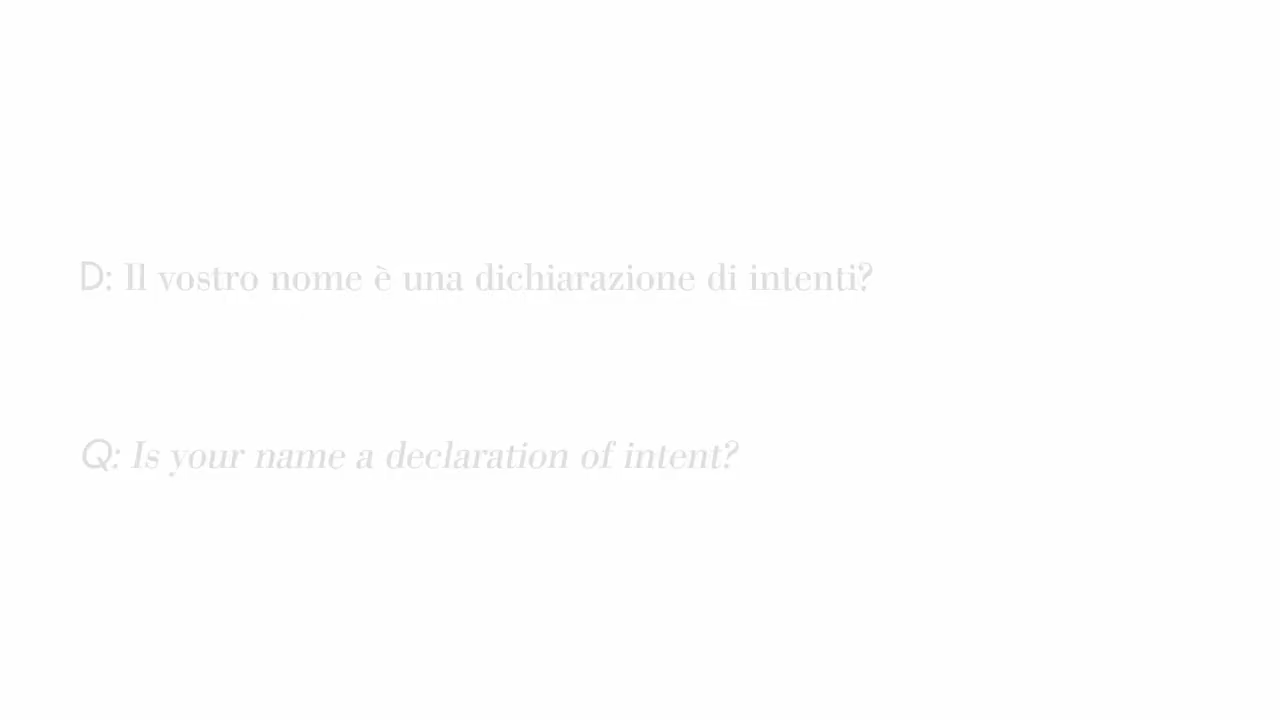 D: Il vostro nome è una dichiarazione di intenti?
Q: Is your name a declaration of intent?